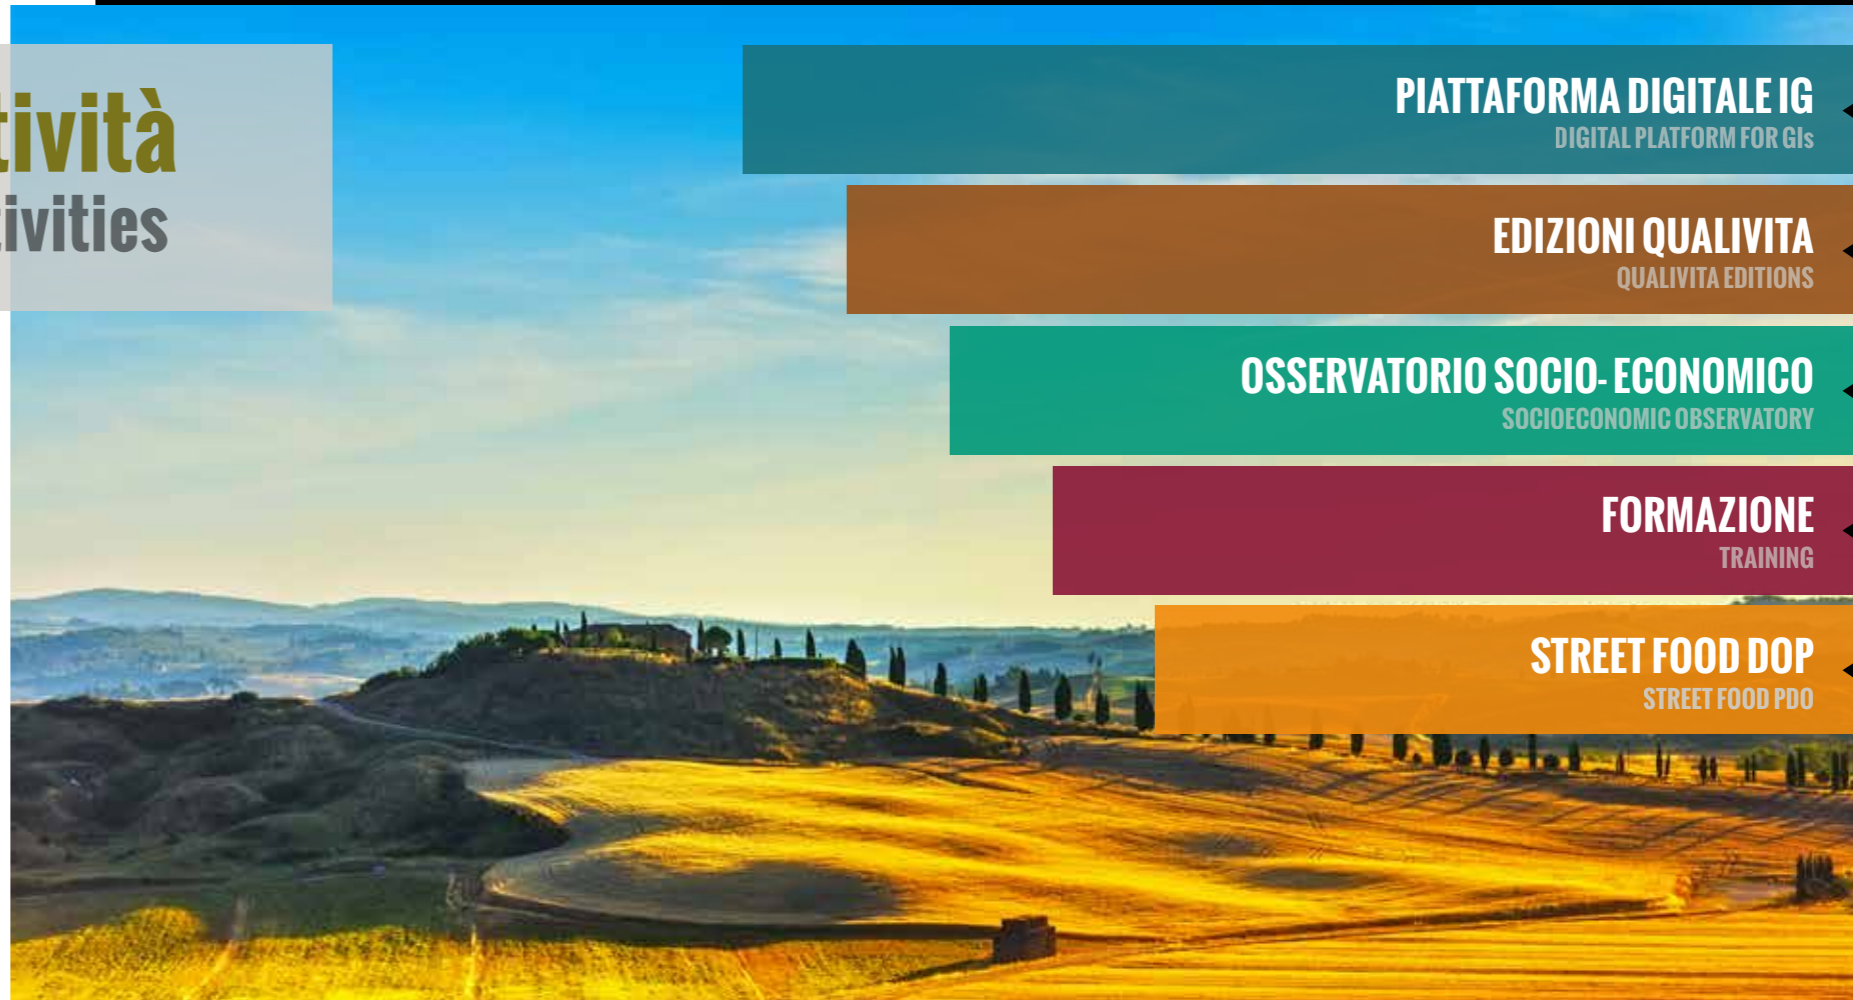 tività
tivities
PIATTAFORMA DIGITALE IG
DIGITAL PLATFORM FOR GIs
EDIZIONI QUALIVITA
QUALIVITA EDITIONS
OSSERVATORIO SOCIO- ECONOMICO
SOCIOECONOMIC OBSERVATORY
FORMAZIONE
TRAINING
STREET FOOD DOP
STREET FOOD PDO